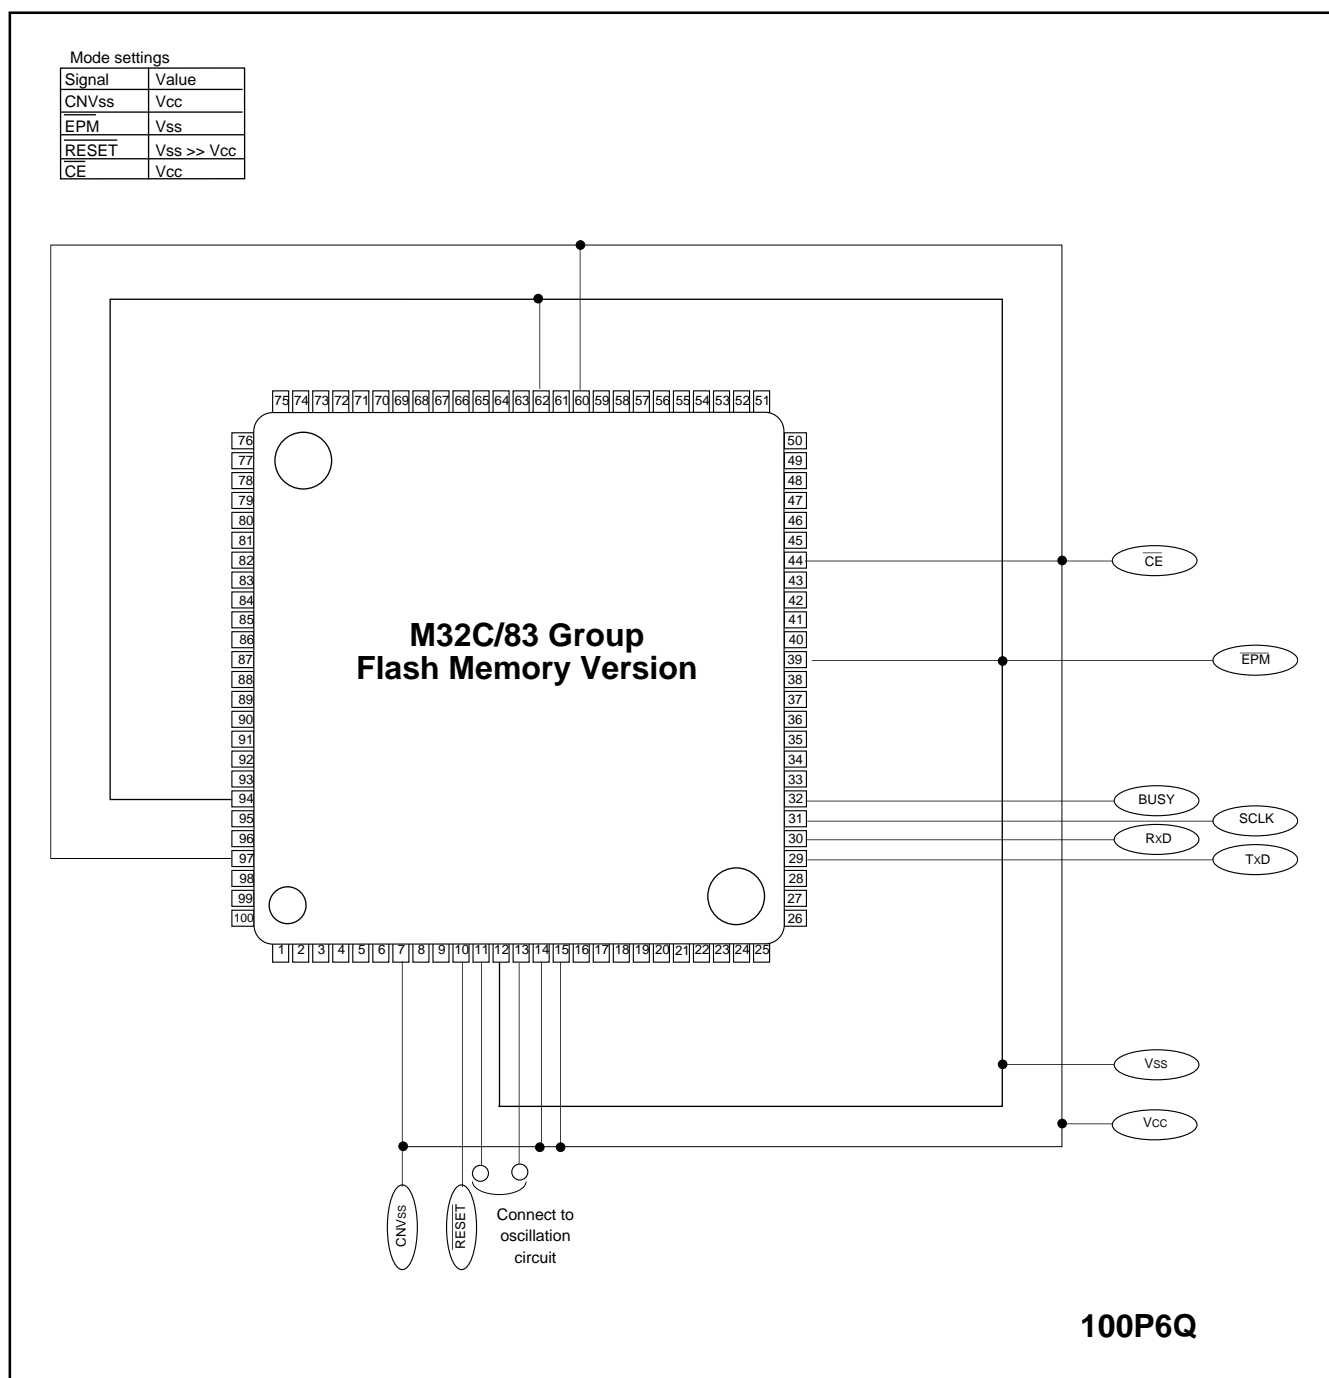 Mode settings
Signal Value
CNVss Vcc
EPM Vss
RESET Vss >> Vcc
CE Vcc
75 74 73 72 71 70 69 68 67 66 65 64 63 62 61 60 59 58 57 56 55 54 53 52 51
76 50
77 49
78 48
79 47
80 46
81 45
82 44 CE
83 43
84 42
85 41
86 40
M32C/83 Group
87 39 EPM
Flash Memory Version
88 38
89 37
90 36
91 35
92 34
93 33
94 32 BUSY
95 31 SCLK
96 30 RxD
97 29 TxD
98 28
99 27
100 26
1 2 3 4 5 6 7 8 9 10 11 12 13 14 15 16 17 18 19 20 21 22 23 24 25
Vss
Vcc
CNVss
RESET
Connect to
oscillation
circuit
100P6Q